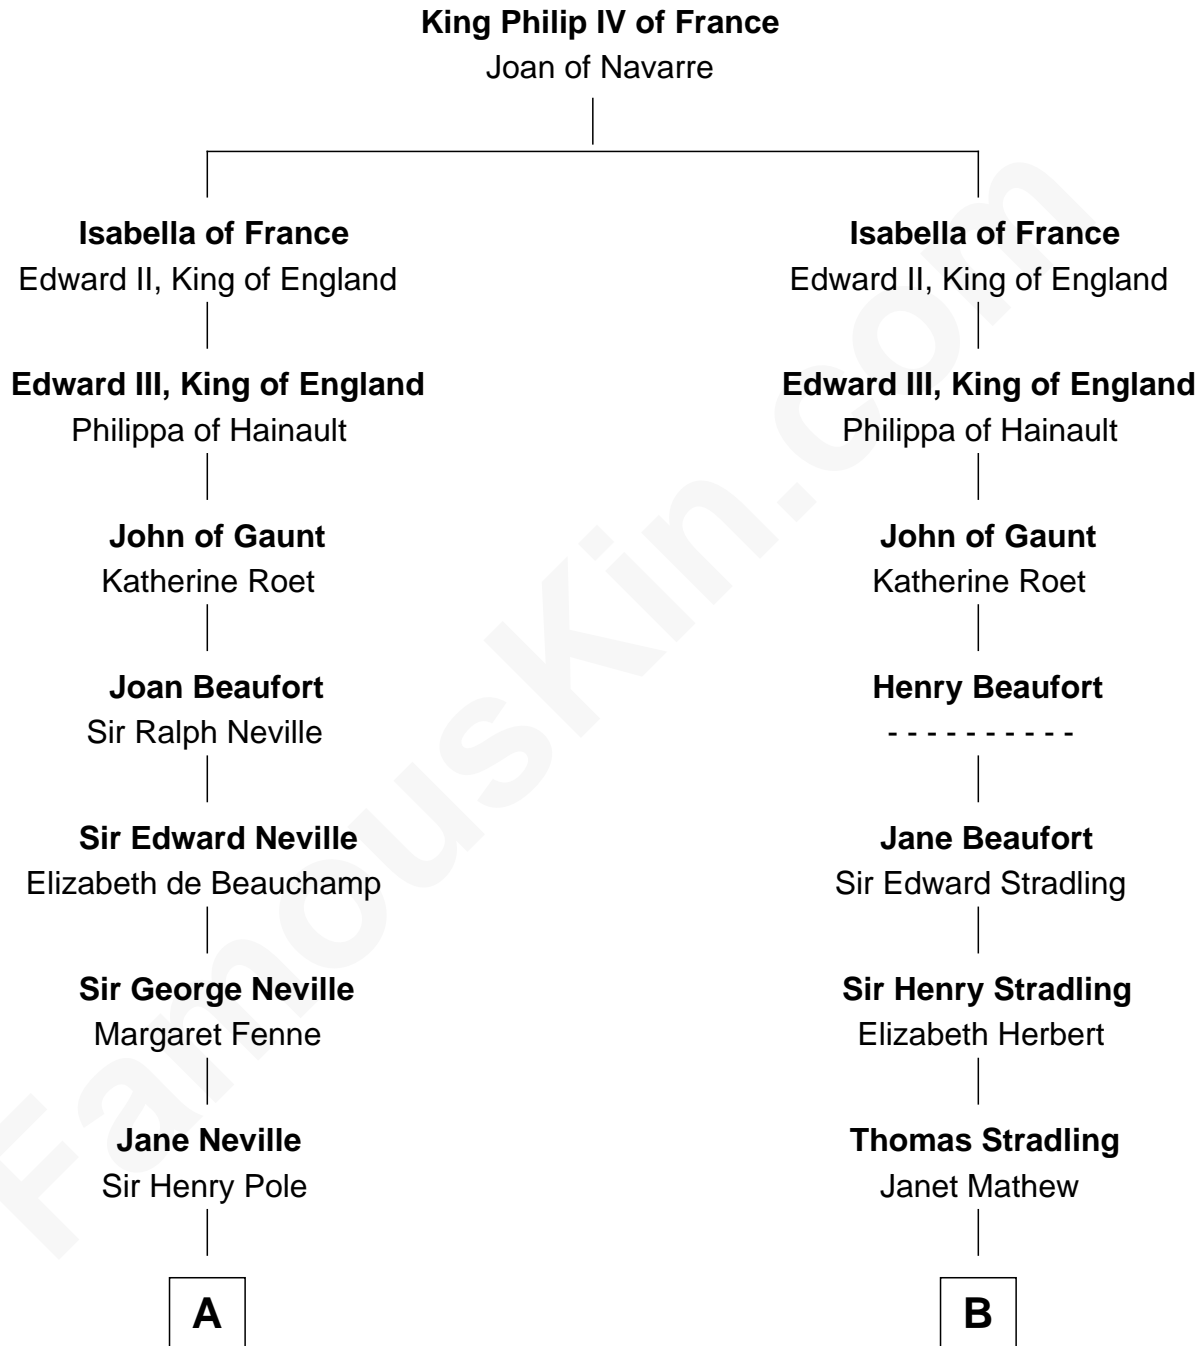 King Philip IV of France
Joan of Navarre
Isabella of France
Edward II, King of England
Isabella of France
Edward II, King of England
Edward III, King of England
Philippa of Hainault
Edward III, King of England
Philippa of Hainault
John of Gaunt
Katherine Roet
John of Gaunt
Katherine Roet
Joan Beaufort
Sir Ralph Neville
Henry Beaufort
- - - - - - - - - -
Sir Edward Neville
Elizabeth de Beauchamp
Jane Beaufort
Sir Edward Stradling
Sir George Neville
Margaret Fenne
Sir Henry Stradling
Elizabeth Herbert
Jane Neville
Sir Henry Pole
Thomas Stradling
Janet Mathew
A
B
FamousKin.com